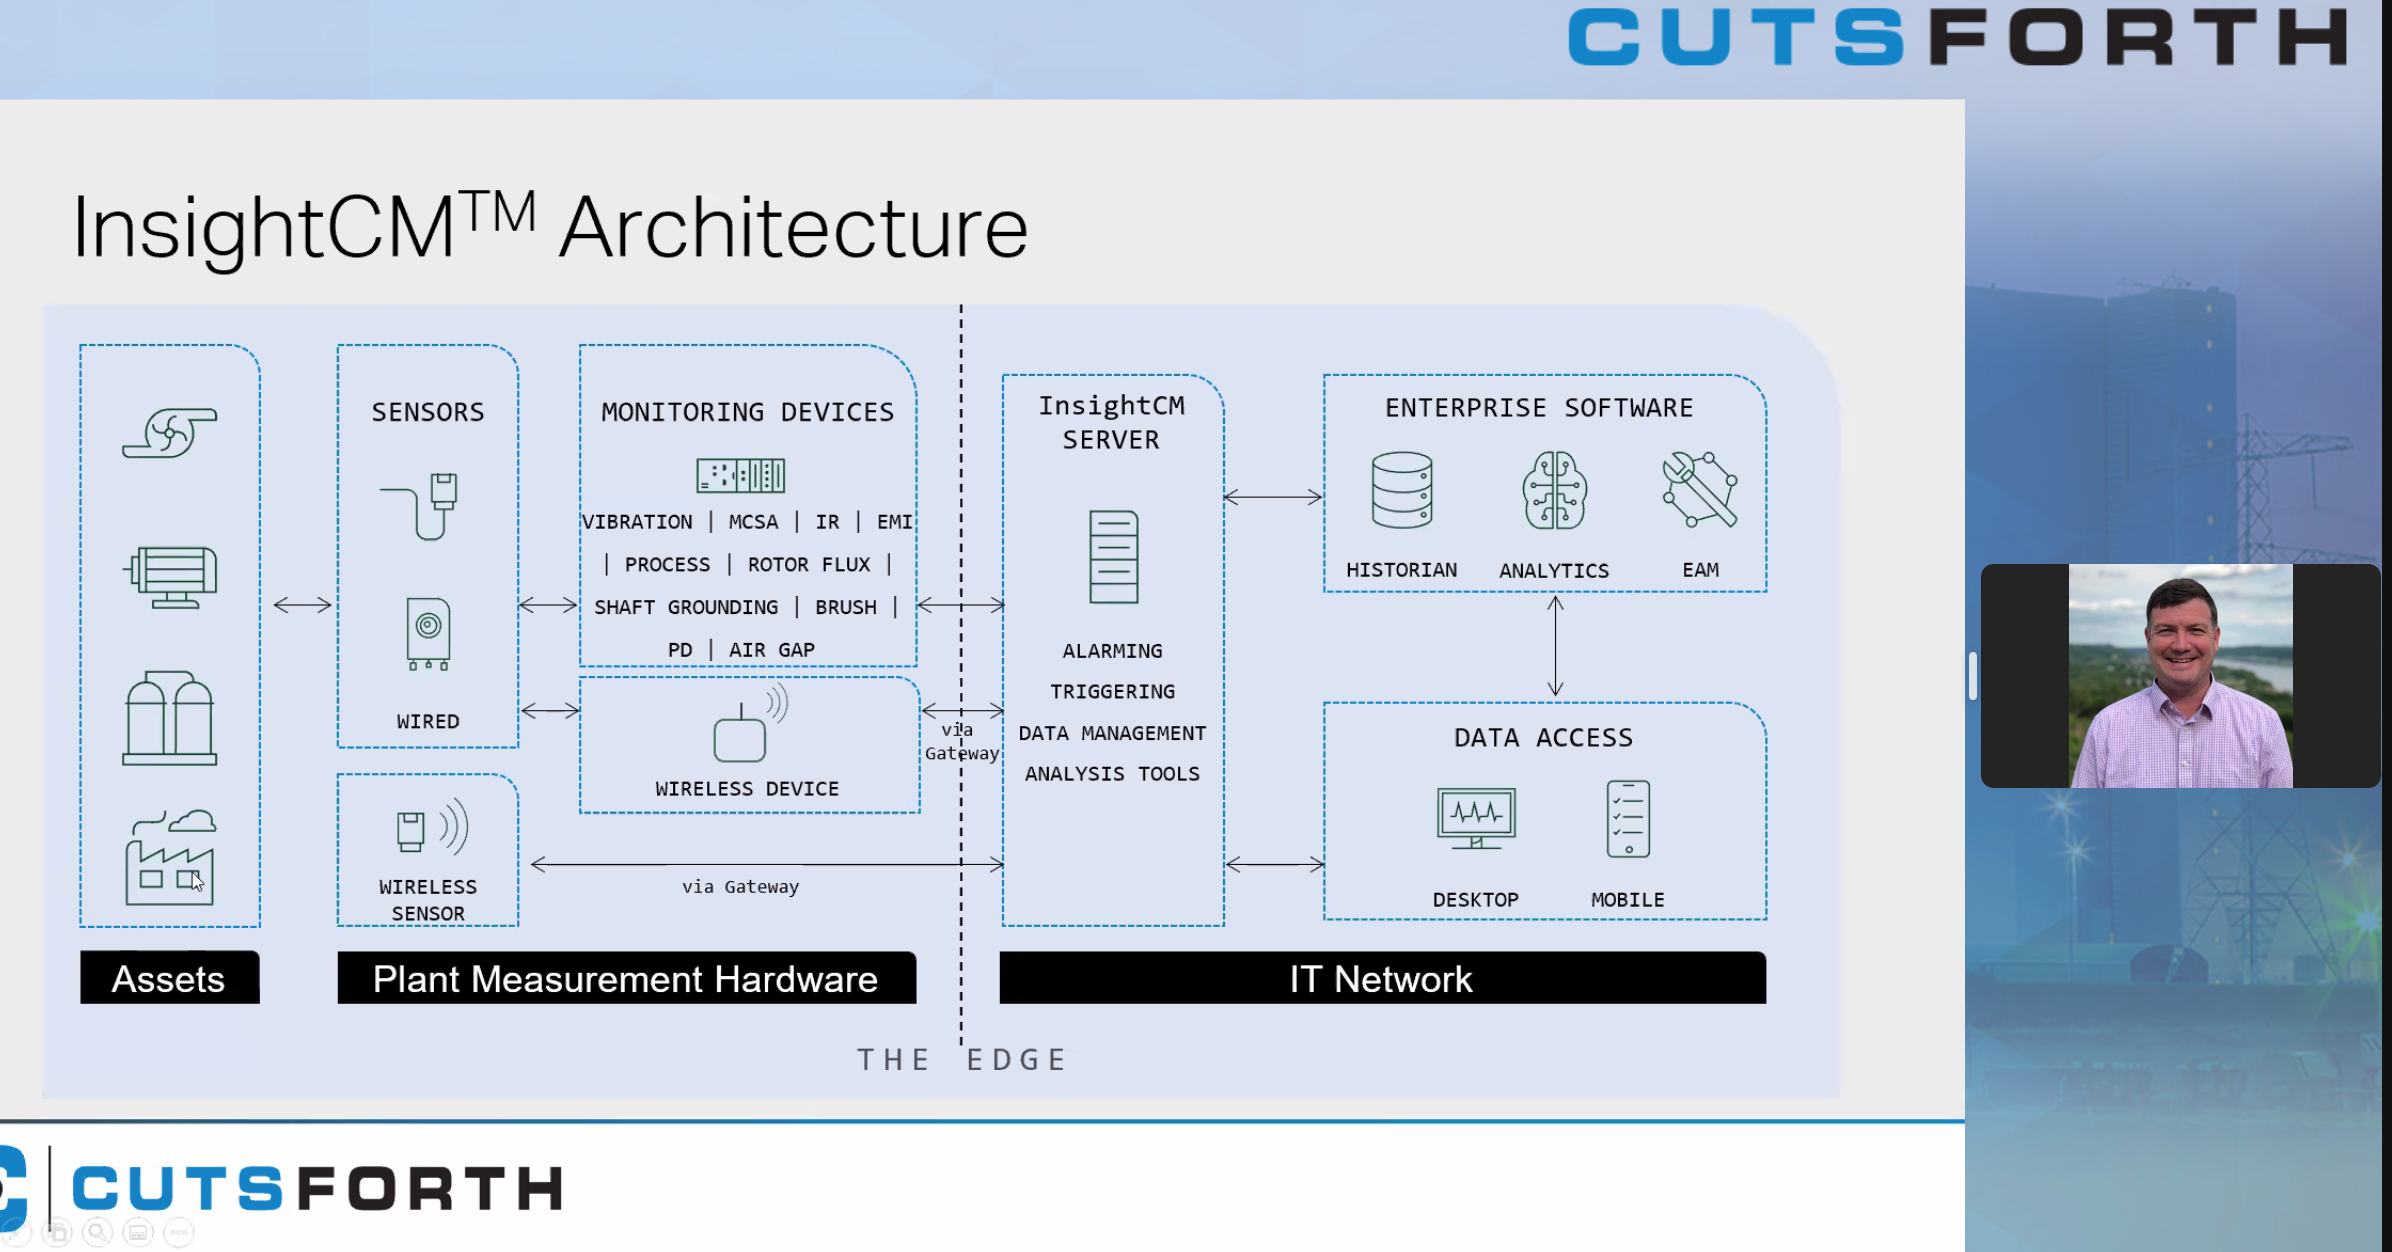 CUTSFORTH
InsightCM™ Architecture
SENSORS
WIRED
WIRELESS
SENSOR
MONITORING DEVICES
VIBRATION | MCSA | IR | EMI
| PROCESS | ROTOR FLUX |
SHAFT GROUNDING | BRUSH |
PD | AIR GAP
WIRELESS DEVICE
via
Gateway
via Gateway
InsightCM
SERVER
ALARMING
TRIGGERING
DATA MANAGEMENT
ANALYSIS TOOLS
ENTERPRISE SOFTWARE
HISTORIAN
ANALYTICS
EAM
DATA ACCESS
DESKTOP
MOBILE
Assets
Plant Measurement Hardware
IT Network
THE EDGE
CUTSFORTH